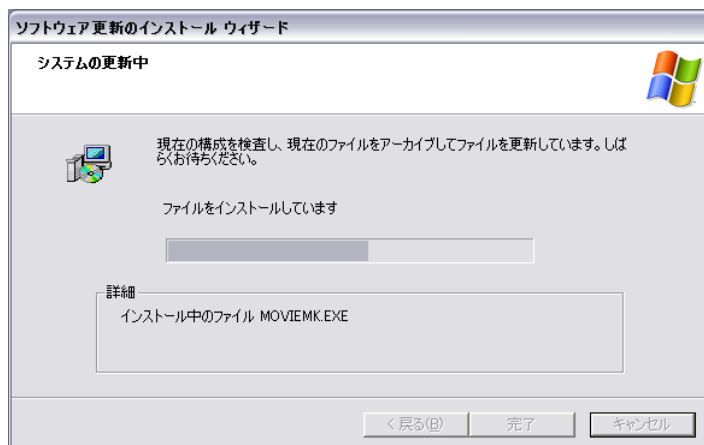 ソフトウェア更新のインストール ウィザード
システムの更新中
現在の構成を検査し、現在のファイルをアーカイブしてファイルを更新しています。しば
らくお待ちください。
ファイルをインストールしています
詳細
インストール中のファイル MOVIEMK.EXE
< 戻る(B)
完了
キャンセル